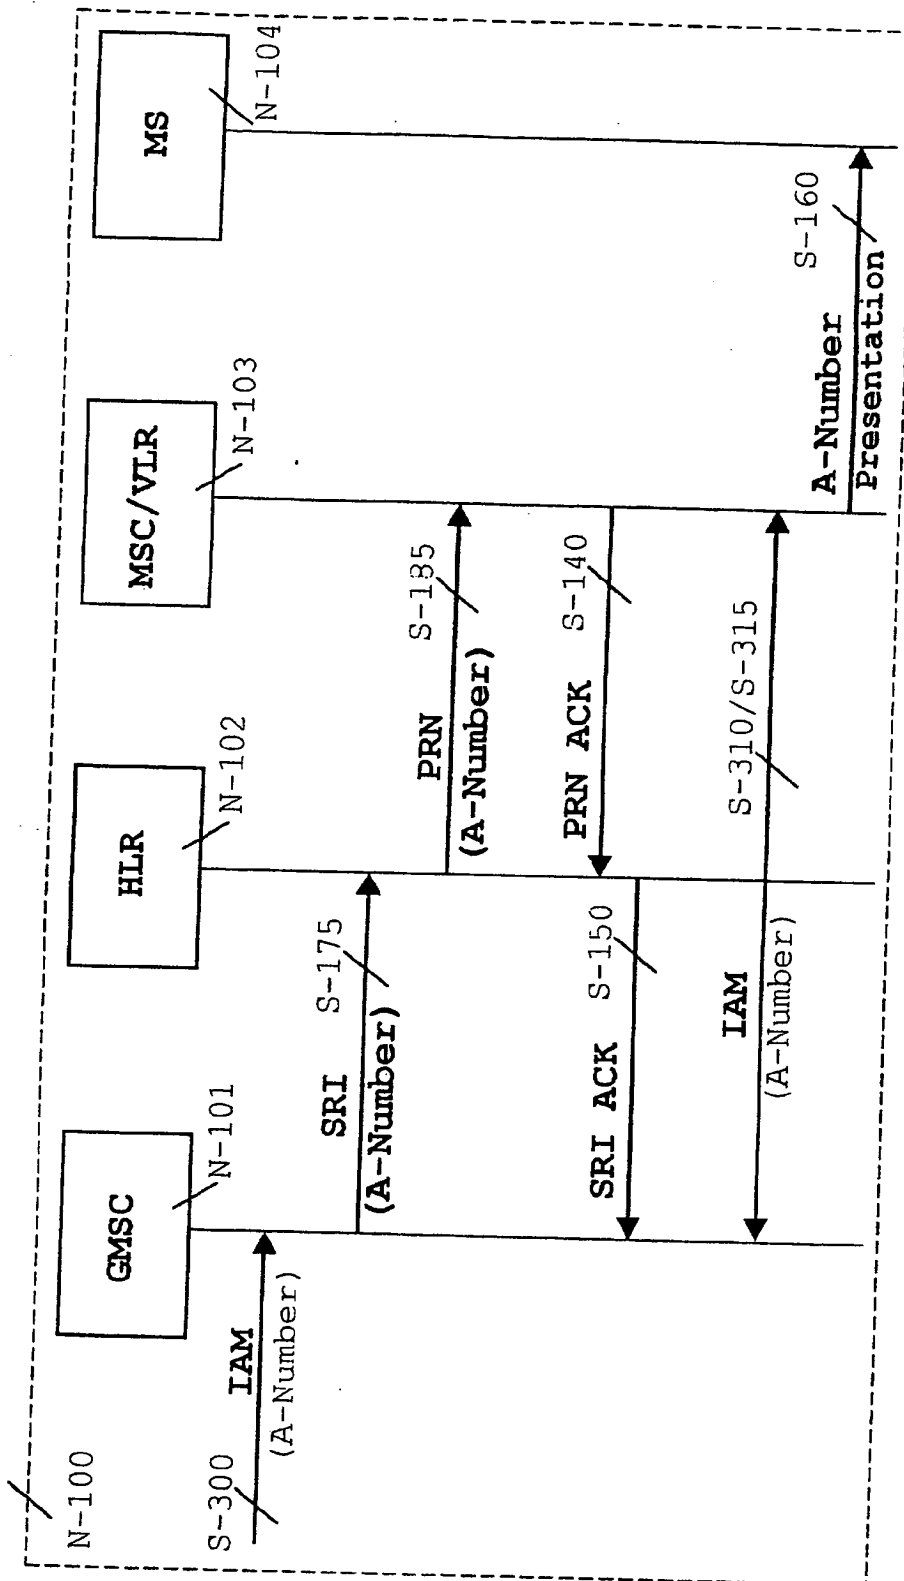 N-100
GMSC
N-101
HLR
N-102
MSC/VLR
N-103
MS
N-104
S-300
IAM
(A-Number)
SRI
S-175
(A-Number)
PRN
S-185
(A-Number)
PRN ACK
S-140
SRI ACK
S-150
IAM
S-310/S-315
(A-Number)
A-Number
S-160
Presentation